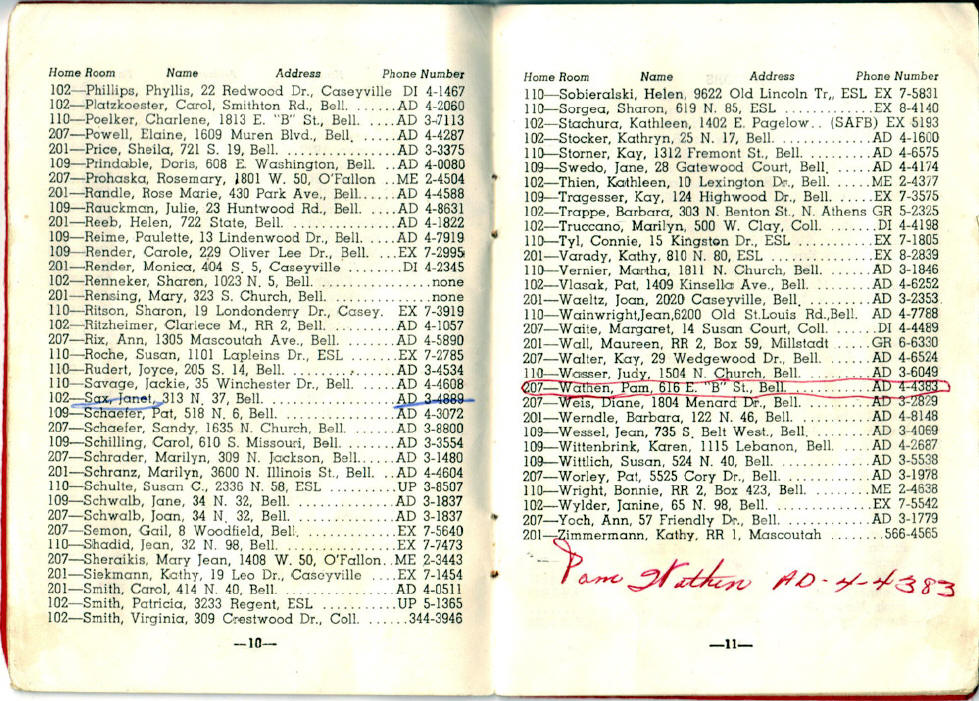 Home Room Name Address Phone Number
102—Phillips, Phyllis, 22 Redwood Dr., Caseyville DI 4-1467
102—Platzkoester, Carol, Smithton Rd., Bell. ......AD 4-2060
110—Poelker, Charlene, 1813 E. "B" St., Bell. ....AD 3-7113
207—Powell, Elaine, 1609 Muren Blvd., Bell. ....AD 4-4287
201—Price, Sheila, 721 S. 19, Bell. ..............AD 3-3375
109—Prindable, Doris, 608 E. Washington, Bell. ..AD 4-0080
207—Prohaska, Rosemary, 1801 W. 50, O'Fallon ..ME 2-4504
201—Randle, Rose Marie, 430 Park Ave., Bell. ....AD 4-4588
109—Rauckman, Julie, 23 Huntwood Rd., Bell. ....AD 4-8631
201—Reeb, Helen, 722 State, Bell. ..............AD 4-1822
109—Reime, Paulette, 13 Lindenwood Dr., Bell. ...AD 4-7919
109—Render, Carole, 229 Oliver Lee Dr., Bell. ...EX 7-2995
201—Render, Monica, 404 S. 5, Caseyville ........DI 4-2345
102—Renneker, Sharon, 1023 N. 5, Bell. ..............none
201—Rensing, Mary, 323 S. Church, Bell. ............none
110—Ritson, Sharon, 19 Londonderry Dr., Casey. EX 7-3919
102—Ritzheimer, Clariece M., RR 2, Bell. ........AD 4-1057
207—Rix, Ann, 1305 Mascoutah Ave., Bell. ........AD 4-5890
110—Roche, Susan, 1101 Lapleins Dr., ESL ......EX 7-2785
110—Rudert, Joyce, 205 S. 14, Bell. ..............AD 3-4534
110—Savage, Jackie, 35 Winchester Dr., Bell. ....AD 4-4608
102—Sax, Janet, 313 N. 37, Bell. ..............AD 3-4889
109—Schaefer, Pat, 518 N. 6, Bell. ..............AD 4-3072
207—Schaefer, Sandy, 1635 N. Church, Bell. ......AD 3-8800
109—Schilling, Carol, 610 S. Missouri, Bell. ......AD 3-3554
207—Schrader, Marilyn, 309 N. Jackson, Bell. ....AD 3-1480
201—Schranz, Marilyn, 3600 N. Illinois St., Bell. ..AD 4-4604
110—Schulte, Susan C., 2336 N. 58, ESL ........UP 3-6507
109—Schwalb, Jane, 34 N. 32, Bell. ..............AD 3-1837
207—Schwalb, Joan, 34 N. 32, Bell. ..............AD 3-1837
207—Semon, Gail, 8 Woodfield, Bell. ............EX 7-5640
110—Shadid, Jean, 32 N. 98, Bell. ..............EX 7-7473
207—Sheraikis, Mary Jean, 1408 W. 50, O'Fallon..ME 2-3443
201—Siekmann, Kathy, 19 Leo Dr., Caseyville ....EX 7-1454
201—Smith, Carol, 414 N. 40, Bell. ..............AD 4-0511
102—Smith, Patricia, 3233 Regent, ESL ..........UP 5-1365
102—Smith, Virginia, 309 Crestwood Dr., Coll. ......344-3946
—10—
Home Room Name Address Phone Number
110—Sobieralski, Helen, 9622 Old Lincoln Tr., ESL EX 7-5831
110—Sorgea, Sharon, 619 N. 85, ESL ............EX 8-4140
102—Stachura, Kathleen, 1402 E. Pagelow.. (SAFB) EX 5193
102—Stocker, Kathryn, 25 N. 17, Bell. ............AD 4-1600
110—Storner, Kay, 1312 Fremont St., Bell. ........AD 4-6575
109—Swedo, Jane, 28 Gatewood Court, Bell. ......AD 4-4174
102—Thien, Kathleen, 10 Lexington Dr., Bell. ......ME 2-4377
109—Tragesser, Kay, 124 Highwood Dr., Bell. ......EX 7-3575
102—Trappe, Barbara, 303 N. Benton St., N. Athens GR 5-2325
102—Truccano, Marilyn, 500 W. Clay, Coll. ........DI 4-4198
110—Tyl, Connie, 15 Kingston Dr., ESL ..........EX 7-1805
201—Varady, Kathy, 810 N. 80, ESL ..............EX 8-2839
110—Vernier, Martha, 1811 N. Church, Bell. ......AD 3-1846
102—Vlasak, Pat, 1409 Kinsella Ave., Bell. ........AD 4-6252
201—Waeltz, Joan, 2020 Caseyville, Bell. ..........AD 3-2353
110—Wainwright,Jean,6200 Old St.Louis Rd.,Bell. AD 4-7788
207—Waite, Margaret, 14 Susan Court, Coll. ......DI 4-4489
201—Wall, Maureen, RR 2, Box 59, Millstadt ......GR 6-6330
207—Walter, Kay, 29 Wedgewood Dr., Bell. ........AD 4-6524
110—Wasser, Judy, 1504 N. Church, Bell. ........AD 3-6049
207—Wathen, Pam, 616 E. "B" St., Bell. ..........AD 4-4383
207—Weis, Diane, 1804 Menard Dr., Bell. ........AD 3-2829
201—Werndle, Barbara, 122 N. 46, Bell. ..........AD 4-8148
109—Wessel, Jean, 735 S. Belt West., Bell. ........AD 3-4069
109—Wittenbrink, Karen, 1115 Lebanon, Bell. ......AD 4-2687
109—Wittlich, Susan, 524 N. 40, Bell. ............AD 3-5538
207—Worley, Pat, 5525 Cory Dr., Bell. ............AD 3-1978
110—Wright, Bonnie, RR 2, Box 423, Bell. ........ME 2-4638
102—Wylder, Janine, 65 N. 98, Bell. ............EX 7-5542
207—Yoch, Ann, 57 Friendly Dr., Bell. ............AD 3-1779
201—Zimmermann, Kathy, RR 1, Mascoutah ........566-4565
Pam Wathen AD-4-4383
—11—